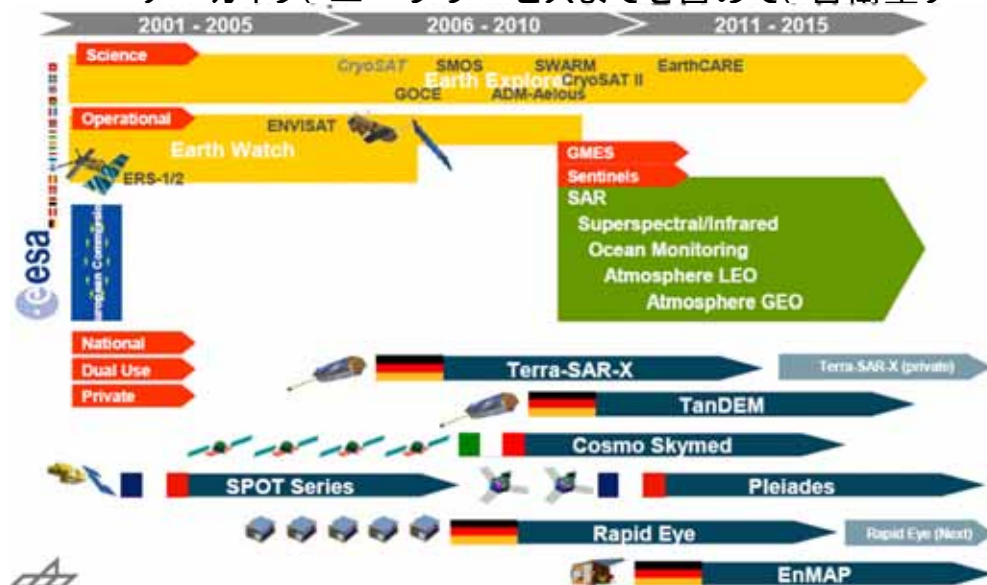 2001 - 2005 2006 - 2010 2011 - 2015
Science
CryoSAT SMOS SWARM EarthCARE
Earth Explorer CryoSAT II
GOCE ADM-Aelous
Operational
ENVISAT
Earth Watch
ERS-1/2
GMES
Sentinels
SAR
Superspectral/Infrared
Ocean Monitoring
Atmosphere LEO
Atmosphere GEO
esa
National
Dual Use
Private
Terra-SAR-X Terra-SAR-X (private)
TanDEM
Cosmo Skymed
SPOT Series Pleiades
Rapid Eye Rapid Eye (Next)
EnMAP